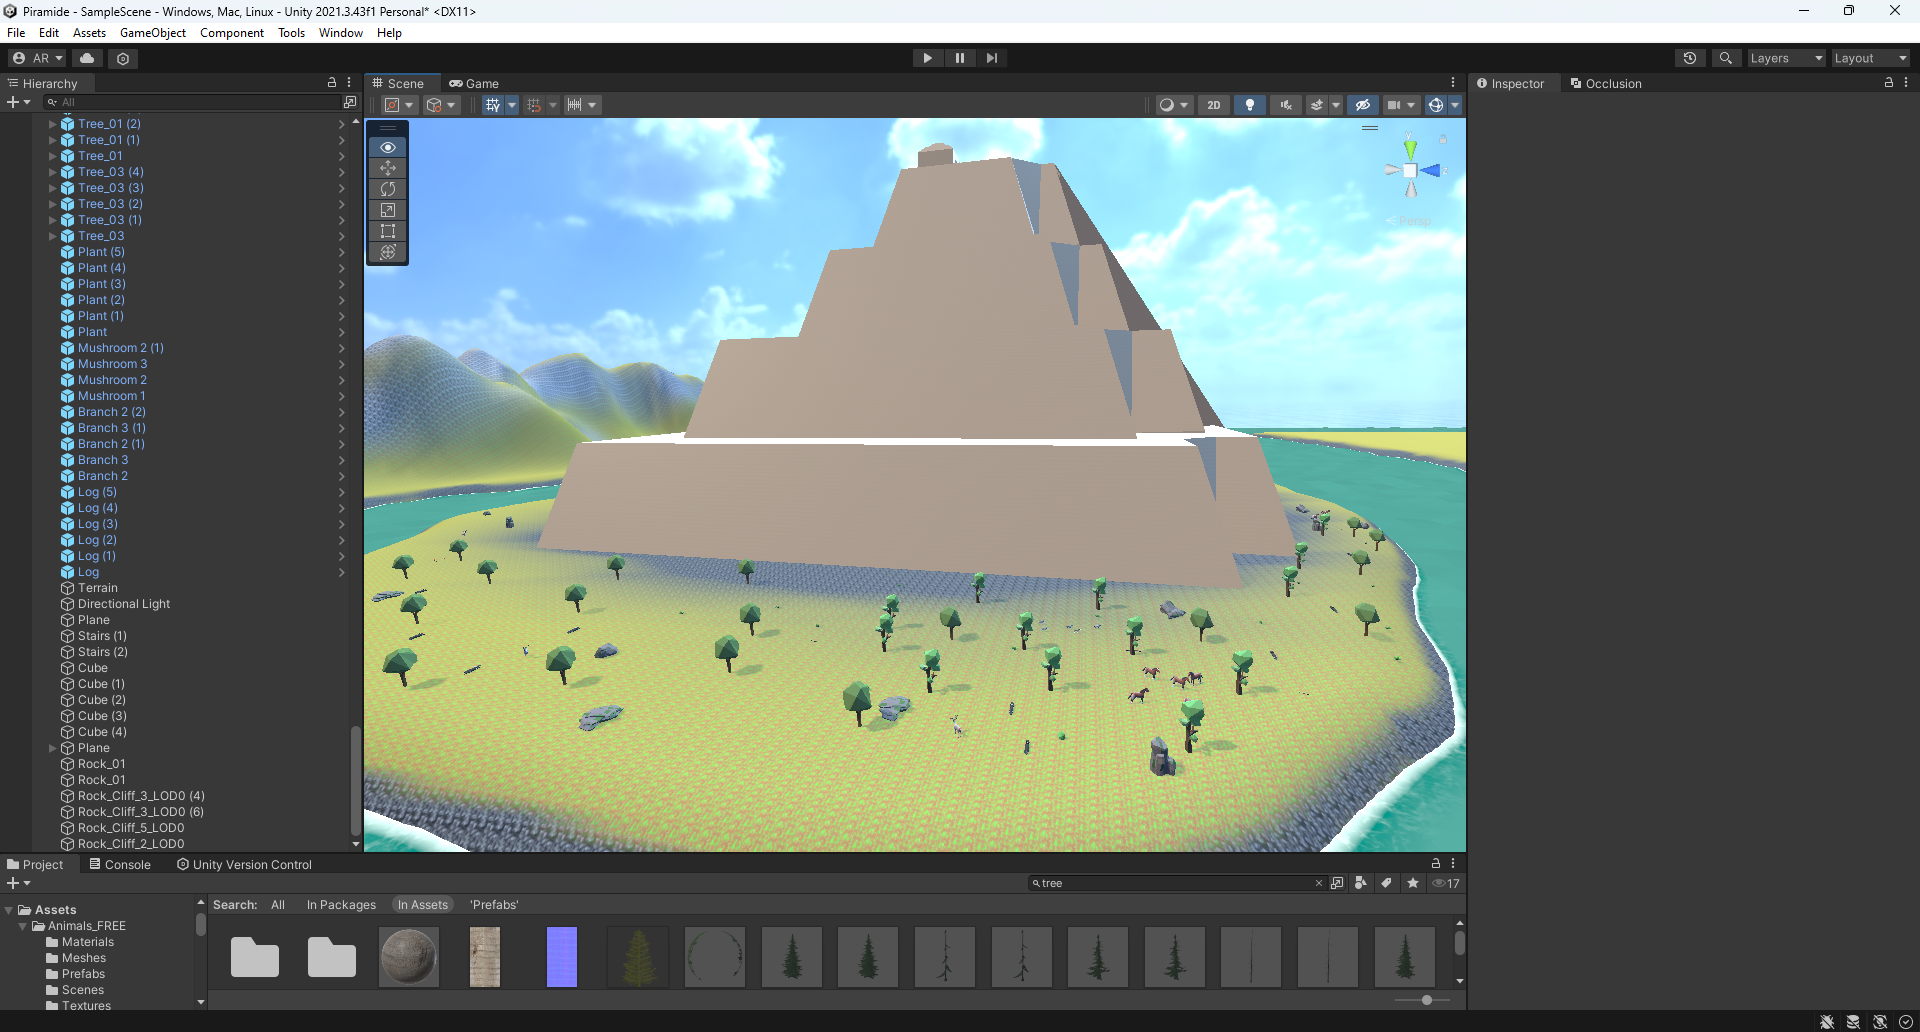 Piramide - SampleScene - Windows, Mac, Linux - Unity 2021.3.43f1 Personal* <DX11>
File Edit Assets GameObject Component Tools Window Help
AR
Layers
Layout
Hierarchy
All
Tree_01 (2)
Tree_01 (1)
Tree_01
Tree_03 (4)
Tree_03 (3)
Tree_03 (2)
Tree_03 (1)
Tree_03
Plant (5)
Plant (4)
Plant (3)
Plant (2)
Plant (1)
Plant
Mushroom 2 (1)
Mushroom 3
Mushroom 2
Mushroom 1
Branch 2 (2)
Branch 3 (1)
Branch 2 (1)
Branch 3
Branch 2
Log (5)
Log (4)
Log (3)
Log (2)
Log (1)
Log
Terrain
Directional Light
Plane
Stairs (1)
Stairs (2)
Cube
Cube (1)
Cube (2)
Cube (3)
Cube (4)
Plane
Rock_01
Rock_01
Rock_Cliff_3_LOD0 (4)
Rock_Cliff_3_LOD0 (6)
Rock_Cliff_5_LOD0
Rock_Cliff_2_LOD0
Scene Game
2D
y
z
Persp
Inspector Occlusion
Project Console Unity Version Control
tree
17
Assets
Animals_FREE
Materials
Meshes
Prefabs
Scenes
Textures
Search: All In Packages In Assets 'Prefabs'